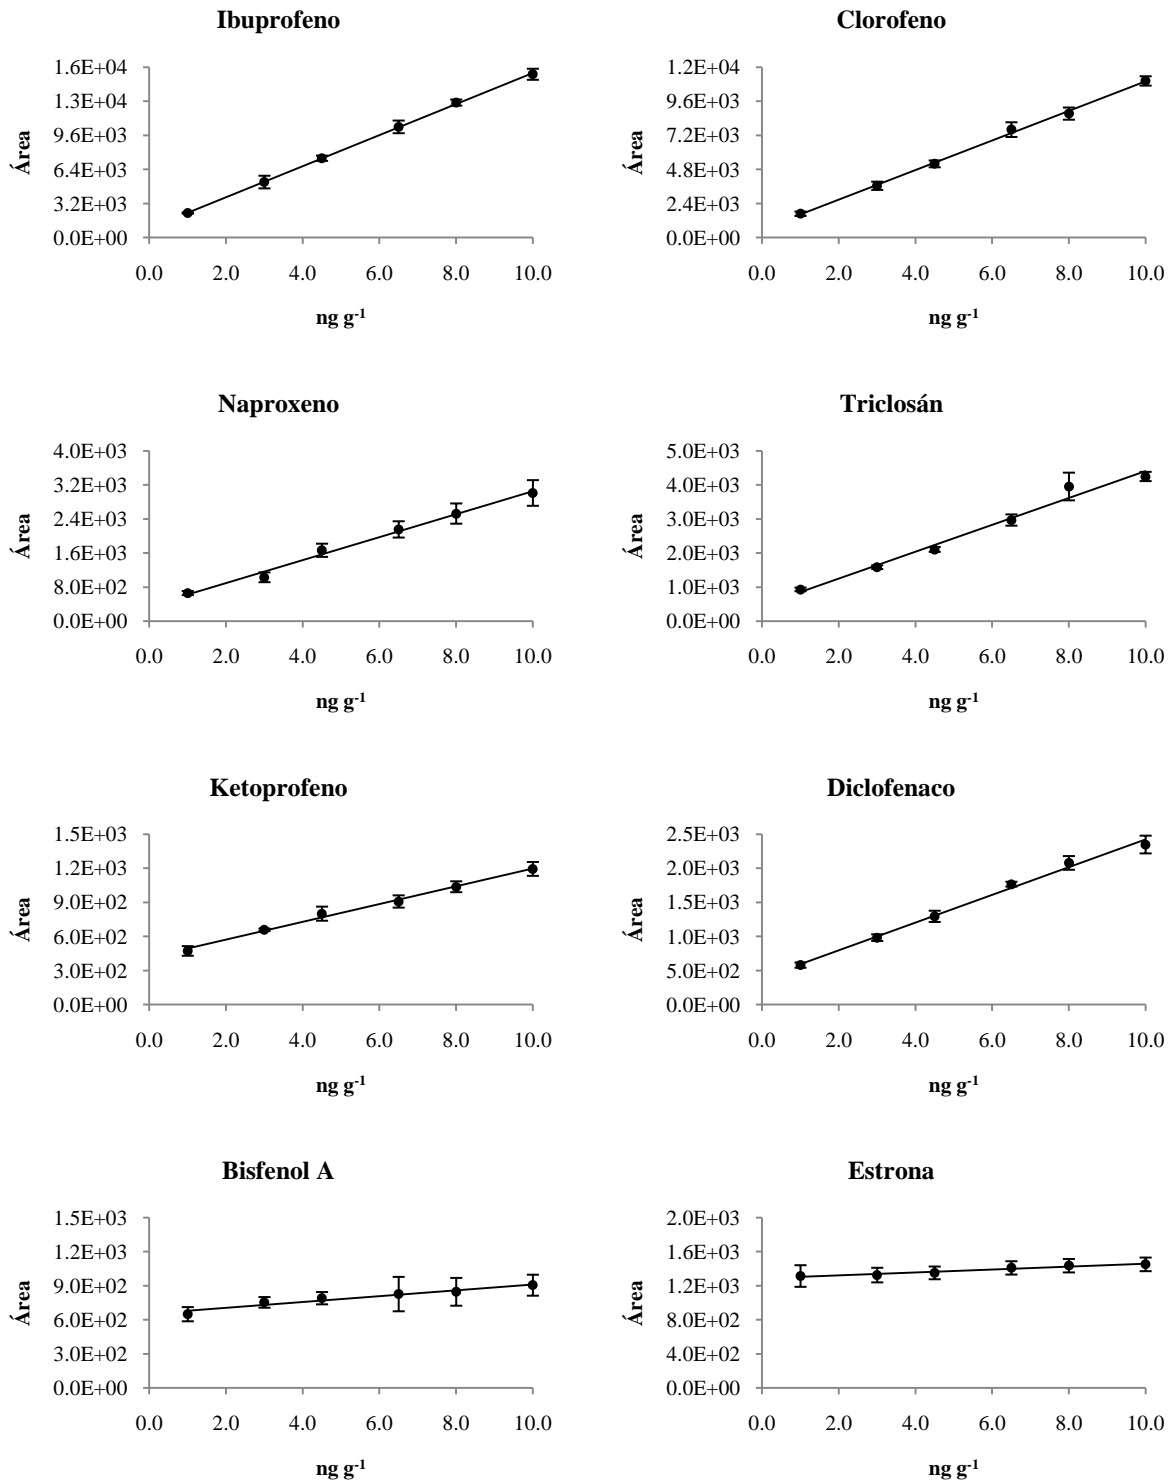 Ibuprofeno
1.6E+04
1.3E+04
9.6E+03
6.4E+03
3.2E+03
0.0E+00
Área
0.0 2.0 4.0 6.0 8.0 10.0
ng g-1
Clorofeno
1.2E+04
9.6E+03
7.2E+03
4.8E+03
2.4E+03
0.0E+00
Área
0.0 2.0 4.0 6.0 8.0 10.0
ng g-1
Naproxeno
4.0E+03
3.2E+03
2.4E+03
1.6E+03
8.0E+02
0.0E+00
Área
0.0 2.0 4.0 6.0 8.0 10.0
ng g-1
Triclosán
5.0E+03
4.0E+03
3.0E+03
2.0E+03
1.0E+03
0.0E+00
Área
0.0 2.0 4.0 6.0 8.0 10.0
ng g-1
Ketoprofeno
1.5E+03
1.2E+03
9.0E+02
6.0E+02
3.0E+02
0.0E+00
Área
0.0 2.0 4.0 6.0 8.0 10.0
ng g-1
Diclofenaco
2.5E+03
2.0E+03
1.5E+03
1.0E+03
5.0E+02
0.0E+00
Área
0.0 2.0 4.0 6.0 8.0 10.0
ng g-1
Bisfenol A
1.5E+03
1.2E+03
9.0E+02
6.0E+02
3.0E+02
0.0E+00
Área
0.0 2.0 4.0 6.0 8.0 10.0
ng g-1
Estrona
2.0E+03
1.6E+03
1.2E+03
8.0E+02
4.0E+02
0.0E+00
Área
0.0 2.0 4.0 6.0 8.0 10.0
ng g-1